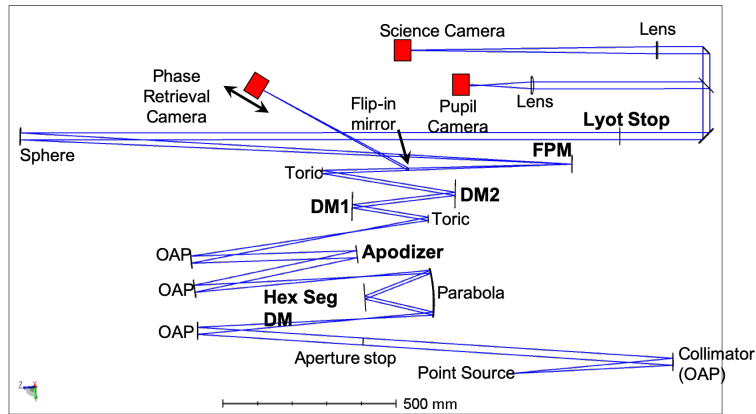 Science Camera
Lens
Phase
Retrieval
Camera
Flip-in
mirror
Pupil
Camera
Lens
Lyot Stop
Sphere
FPM
Toric
DM1
DM2
Toric
OAP
Apodizer
OAP
Hex Seg
DM
Parabola
OAP
Aperture stop
Point Source
Collimator
(OAP)
Z
X
500 mm